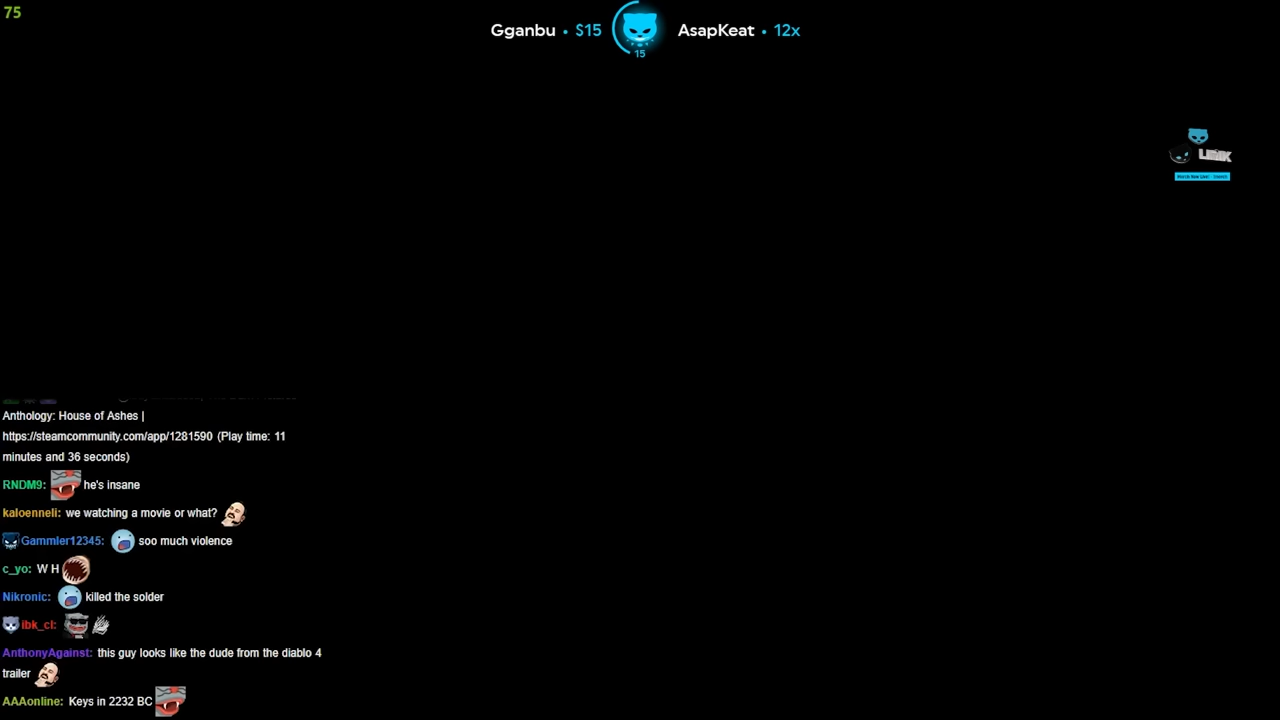 75
Gganbu • $15
15
AsapKeat • 12x
LIRIK
Anthology: House of Ashes |
https://steamcommunity.com/app/1281590 (Play time: 11
minutes and 36 seconds)
RNDM9: he's insane
kaloenneli: we watching a movie or what?
Gammler12345: soo much violence
c_yo: W H
Nikronic: killed the solder
ibk_cl:
AnthonyAgainst: this guy looks like the dude from the diablo 4
trailer
AAAonline: Keys in 2232 BC